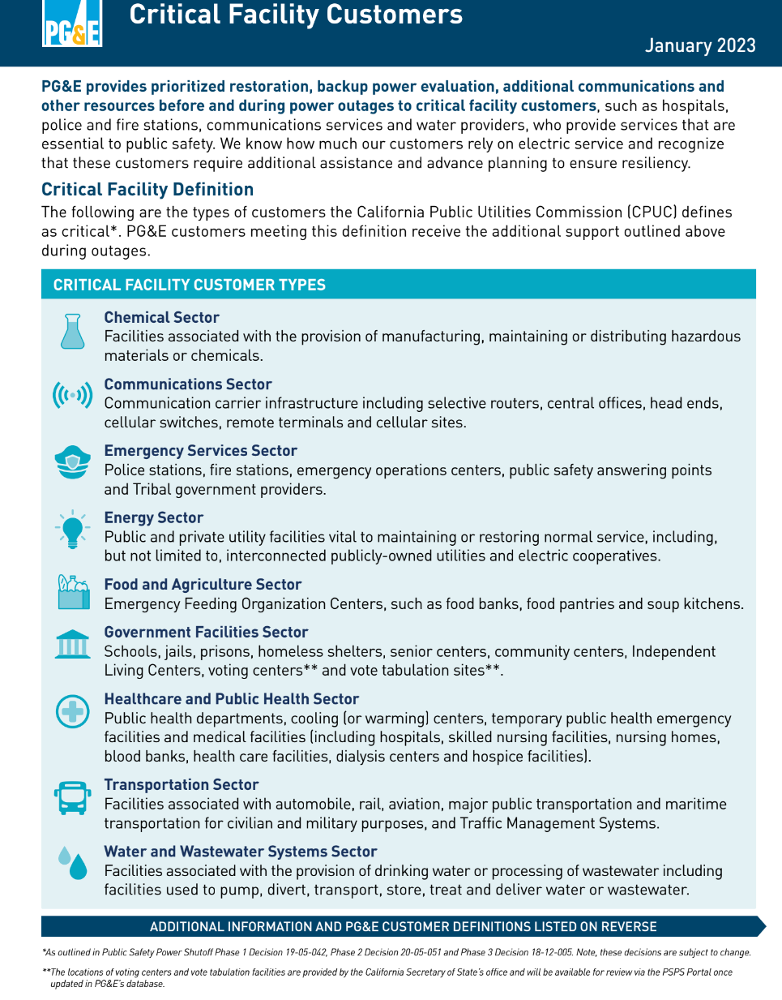 Critical Facility Customers
PG&E
January 2023
PG&E provides prioritized restoration, backup power evaluation, additional communications and
other resources before and during power outages to critical facility customers, such as hospitals,
police and fire stations, communications services and water providers, who provide services that are
essential to public safety. We know how much our customers rely on electric service and recognize
that these customers require additional assistance and advance planning to ensure resiliency.
Critical Facility Definition
The following are the types of customers the California Public Utilities Commission (CPUC) defines
as critical*. PG&E customers meeting this definition receive the additional support outlined above
during outages.
CRITICAL FACILITY CUSTOMER TYPES
Chemical Sector
Facilities associated with the provision of manufacturing, maintaining or distributing hazardous
materials or chemicals.
Communications Sector
Communication carrier infrastructure including selective routers, central offices, head ends,
cellular switches, remote terminals and cellular sites.
Emergency Services Sector
Police stations, fire stations, emergency operations centers, public safety answering points
and Tribal government providers.
Energy Sector
Public and private utility facilities vital to maintaining or restoring normal service, including,
but not limited to, interconnected publicly-owned utilities and electric cooperatives.
Food and Agriculture Sector
Emergency Feeding Organization Centers, such as food banks, food pantries and soup kitchens.
Government Facilities Sector
Schools, jails, prisons, homeless shelters, senior centers, community centers, Independent
Living Centers, voting centers** and vote tabulation sites**.
Healthcare and Public Health Sector
Public health departments, cooling (or warming) centers, temporary public health emergency
facilities and medical facilities (including hospitals, skilled nursing facilities, nursing homes,
blood banks, health care facilities, dialysis centers and hospice facilities).
Transportation Sector
Facilities associated with automobile, rail, aviation, major public transportation and maritime
transportation for civilian and military purposes, and Traffic Management Systems.
Water and Wastewater Systems Sector
Facilities associated with the provision of drinking water or processing of wastewater including
facilities used to pump, divert, transport, store, treat and deliver water or wastewater.
ADDITIONAL INFORMATION AND PG&E CUSTOMER DEFINITIONS LISTED ON REVERSE
*As outlined in Public Safety Power Shutoff Phase 1 Decision 19-05-042, Phase 2 Decision 20-05-051 and Phase 3 Decision 18-12-005. Note, these decisions are subject to change.
**The locations of voting centers and vote tabulation facilities are provided by the California Secretary of State's office and will be available for review via the PSPS Portal once
updated in PG&E's database.